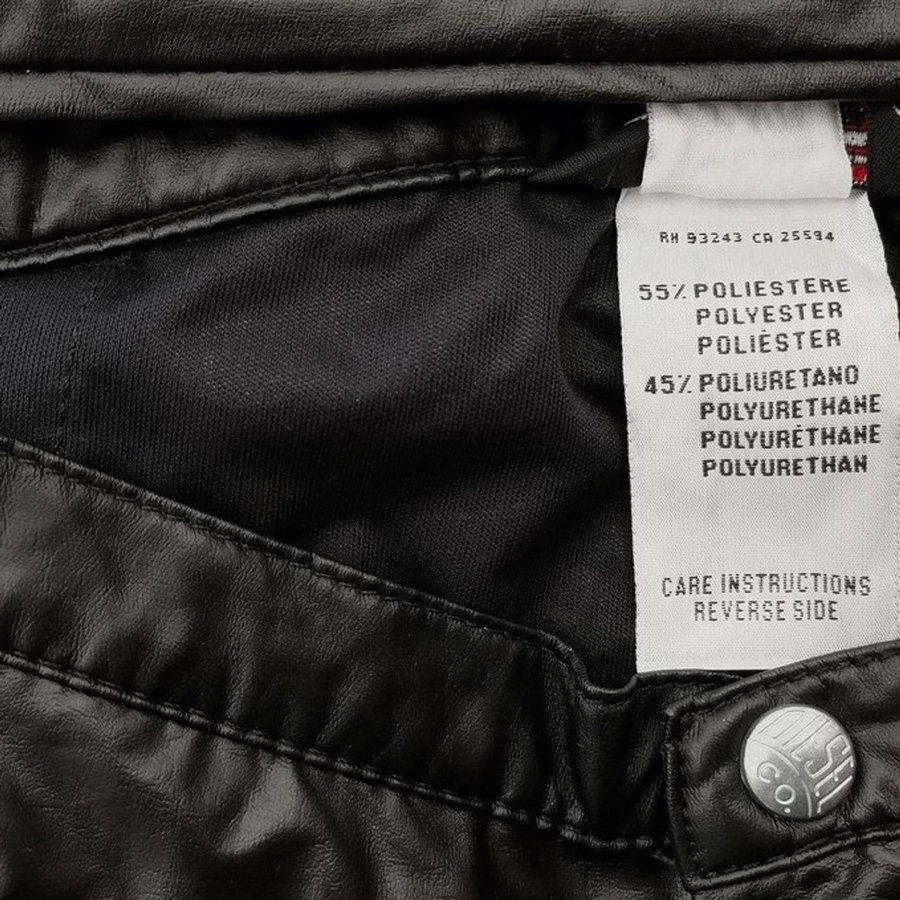 RN 93243 CA 25594
55% POLIESTERE
POLYESTER
POLIÈSTER
45% POLIURETANO
POLYURETHANE
POLYURÉTHANE
POLYURETHAN
CARE INSTRUCTIONS
REVERSE SIDE
DIESEL
CO.